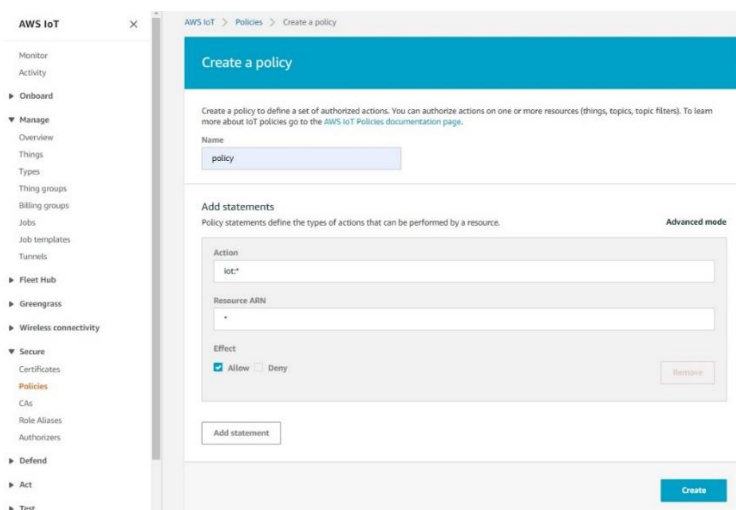 AWS IoT
Monitor
Activity
Onboard
Manage
Overview
Things
Types
Thing groups
Billing groups
Jobs
Job templates
Tunnels
Fleet Hub
Greengrass
Wireless connectivity
Secure
Certificates
Policies
CAs
Role Aliases
Authorizers
Defend
Act
Test
AWS IoT > Policies > Create a policy
Create a policy
Create a policy to define a set of authorized actions. You can authorize actions on one or more resources (things, topics, topic filters). To learn
more about IoT policies go to the AWS IoT Policies documentation page.
Name
policy
Add statements
Policy statements define the types of actions that can be performed by a resource.
Advanced mode
Action
iot:*
Resource ARN
*
Effect
Allow Deny
Remove
Add statement
Create